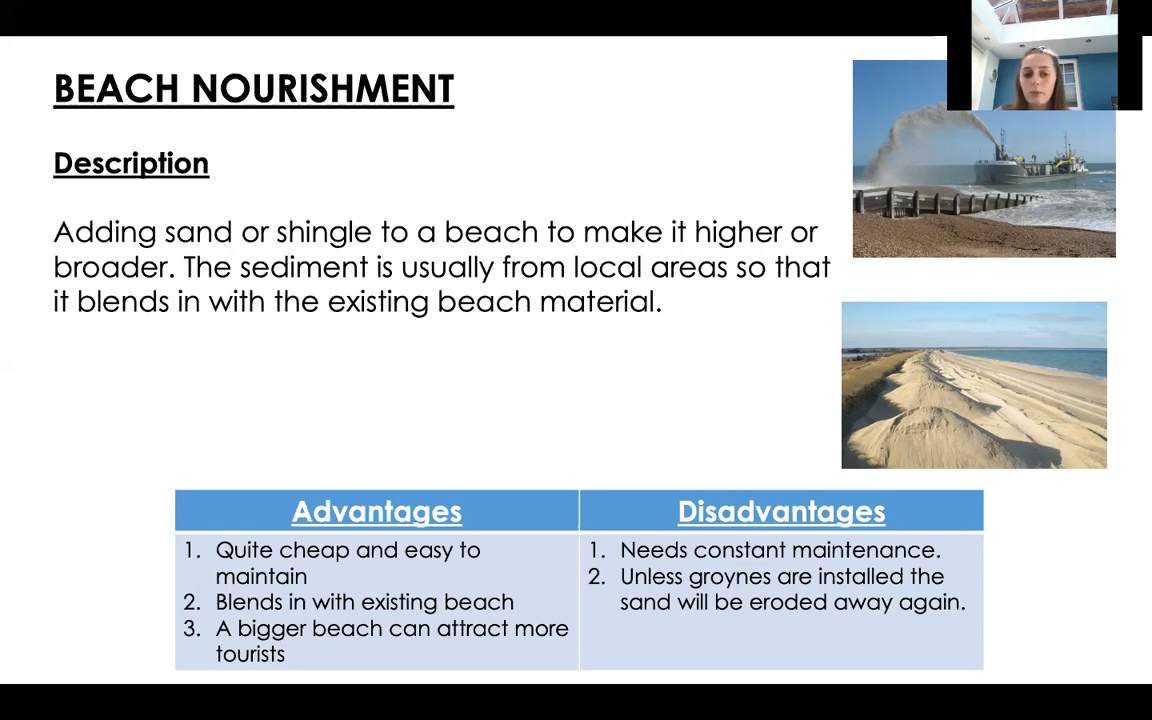 BEACH NOURISHMENT
Description
Adding sand or shingle to a beach to make it higher or
broader. The sediment is usually from local areas so that
it blends in with the existing beach material.
Advantages
1. Quite cheap and easy to
maintain
2. Blends in with existing beach
3. A bigger beach can attract more
tourists
Disadvantages
1. Needs constant maintenance.
2. Unless groynes are installed the
sand will be eroded away again.